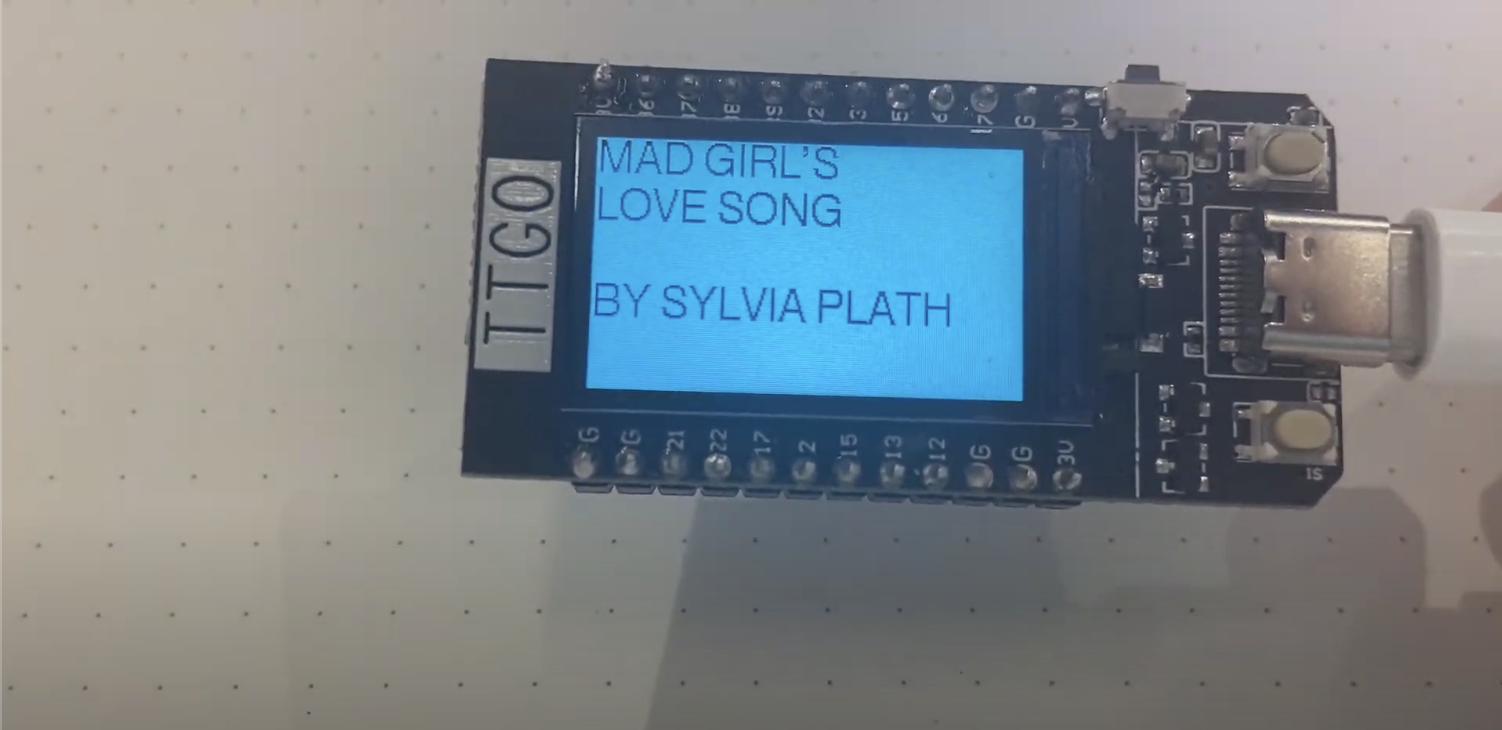 MAD GIRL'S
LOVE SONG
BY SYLVIA PLATH
TTGO
G G 21 22 17 2 15 13 12 G G 3V